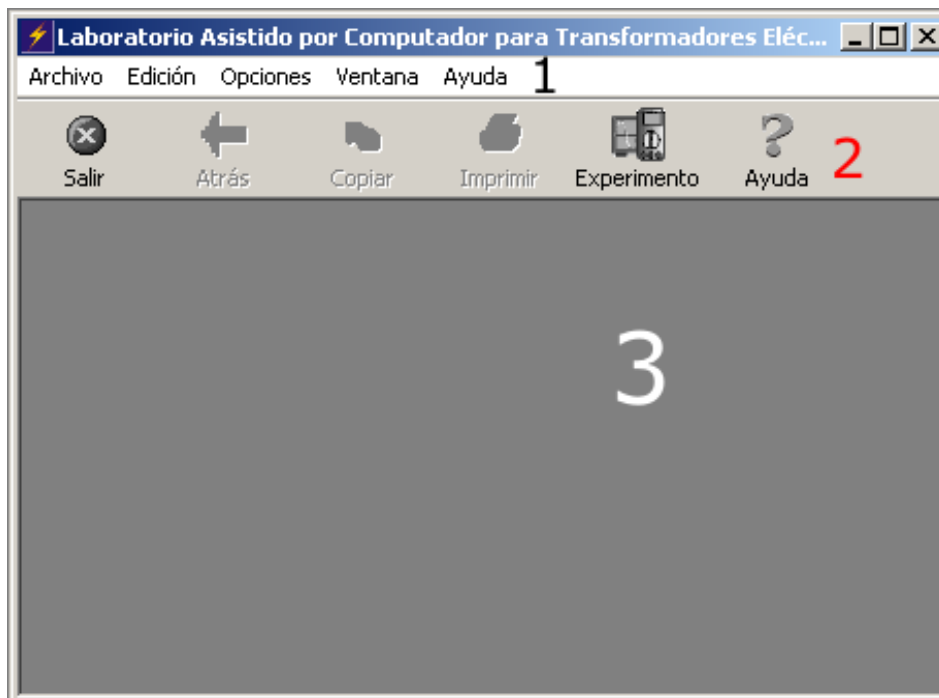 Laboratorio Asistido por Computador para Transformadores Eléc...
Archivo Edición Opciones Ventana Ayuda 1
Salir Atrás Copiar Imprimir Experimento Ayuda 2
3